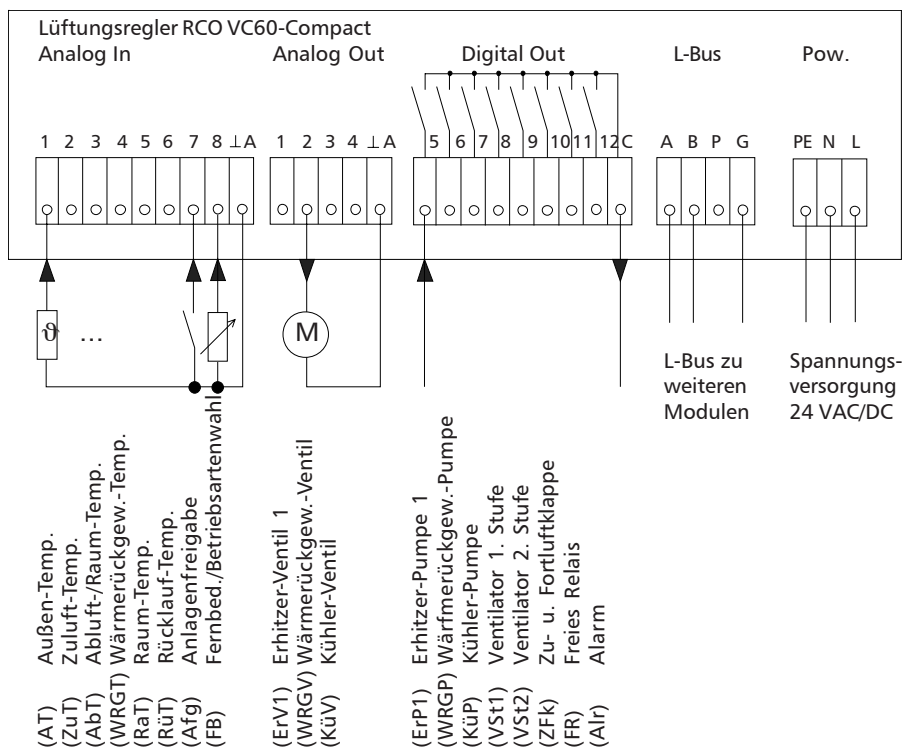 Lüftungsregler RCO VC60-Compact
Analog In
Analog Out
Digital Out
L-Bus
Pow.
1 2 3 4 5 6 7 8 ⊥A
1 2 3 4 ⊥A
5 6 7 8 9 10 11 12 C
A B P G
PE N L
ϑ ...
M
L-Bus zu
weiteren
Modulen
Spannungs-
versorgung
24 VAC/DC
(AT) Außen-Temp.
(ZuT) Zuluft-Temp.
(AbT) Abluft-/Raum-Temp.
(WRGT) Wärmerückgew.-Temp.
(RaT) Raum-Temp.
(RüT) Rücklauf-Temp.
(Afg) Anlagenfreigabe
(FB) Fernbed./Betriebsartenwahl
(ErV1) Erhitzer-Ventil 1
(WRGV) Wärmerückgew.-Ventil
(KüV) Kühler-Ventil
(ErP1) Erhitzer-Pumpe 1
(WRGP) Wärfmerückgew.-Pumpe
(KüP) Kühler-Pumpe
(VSt1) Ventilator 1. Stufe
(VSt2) Ventilator 2. Stufe
(ZFk) Zu- u. Fortluftklappe
(FR) Freies Relais
(Alr) Alarm